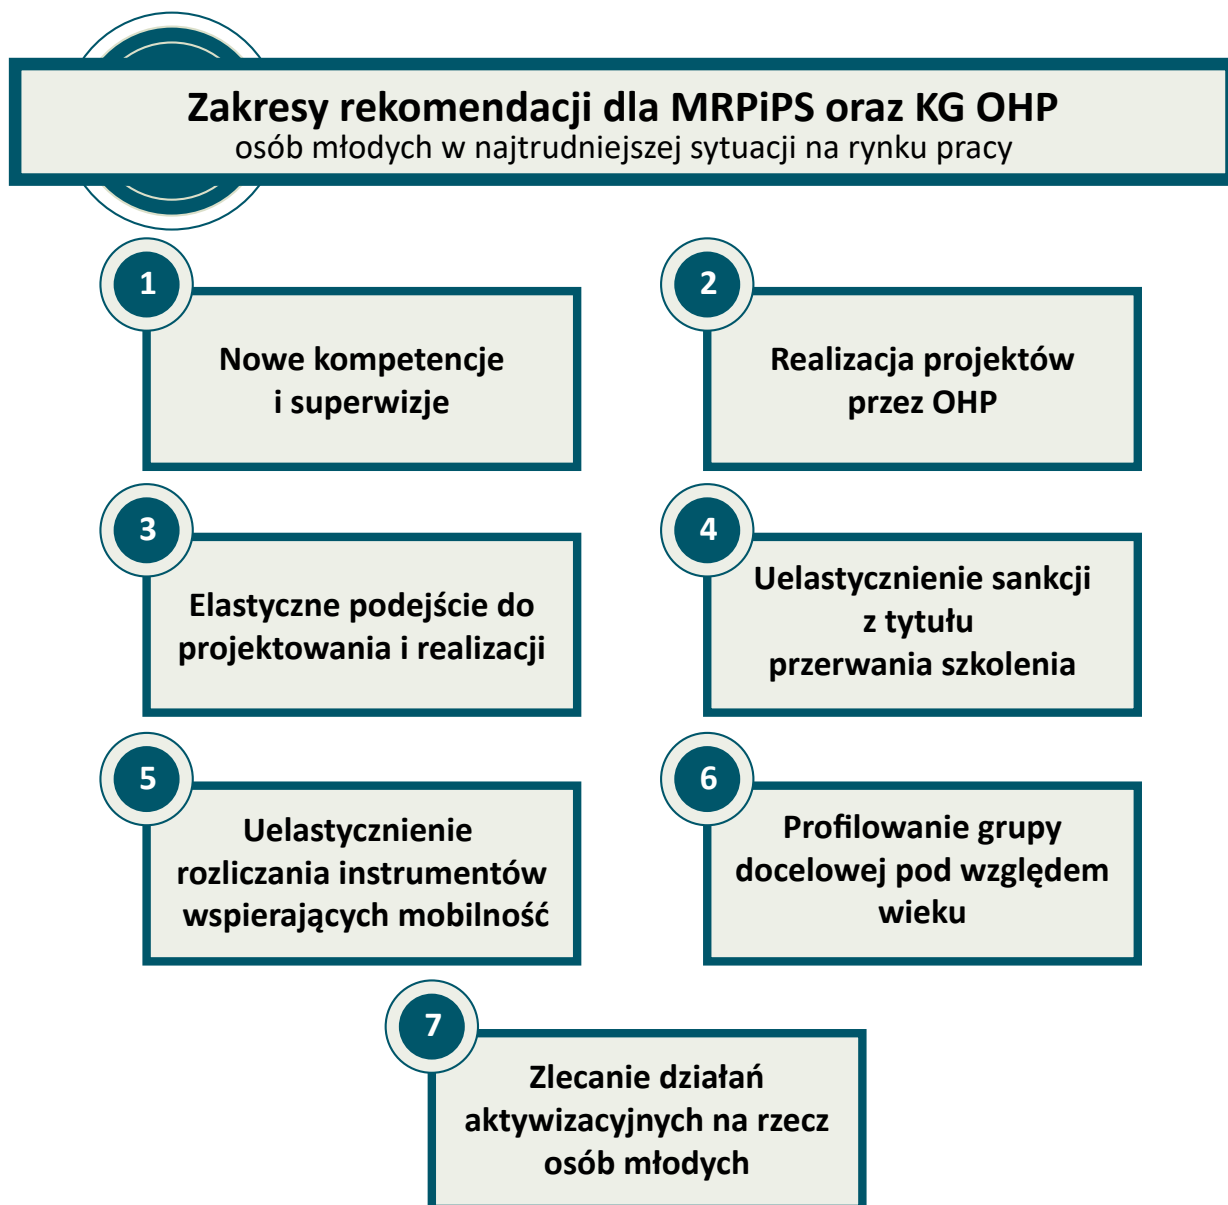 Zakresy rekomendacji dla MRPiPS oraz KG OHP
osób młodych w najtrudniejszej sytuacji na rynku pracy
1
Nowe kompetencje
i superwizje
2
Realizacja projektów
przez OHP
3
Elastyczne podejście do
projektowania i realizacji
4
Uelastycznienie sankcji
z tytułu
przerwania szkolenia
5
Uelastycznienie
rozliczania instrumentów
wspierających mobilność
6
Profilowanie grupy
docelowej pod względem
wieku
7
Zlecanie działań
aktywizacyjnych na rzecz
osób młodych